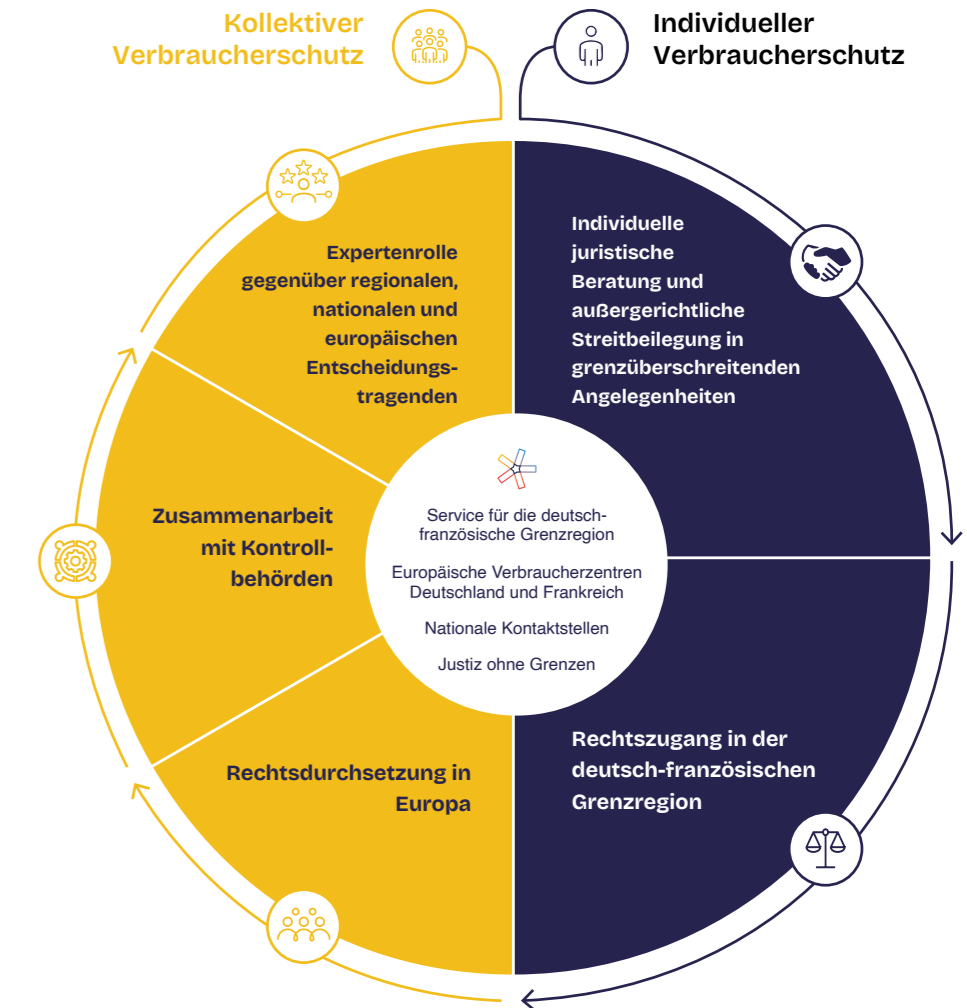 Kollektiver
Verbraucherschutz
Individueller
Verbraucherschutz
Expertenrolle
gegenüber regionalen,
nationalen und
europäischen
Entscheidungs-
tragenden
Individuelle
juristische
Beratung und
außergerichtliche
Streitbeilegung in
grenzüberschreitenden
Angelegenheiten
Zusammenarbeit
mit Kontroll-
behörden
Service für die deutsch-
französische Grenzregion
Europäische Verbraucherzentren
Deutschland und Frankreich
Nationale Kontaktstellen
Justiz ohne Grenzen
Rechtsdurchsetzung in
Europa
Rechtszugang in der
deutsch-französischen
Grenzregion